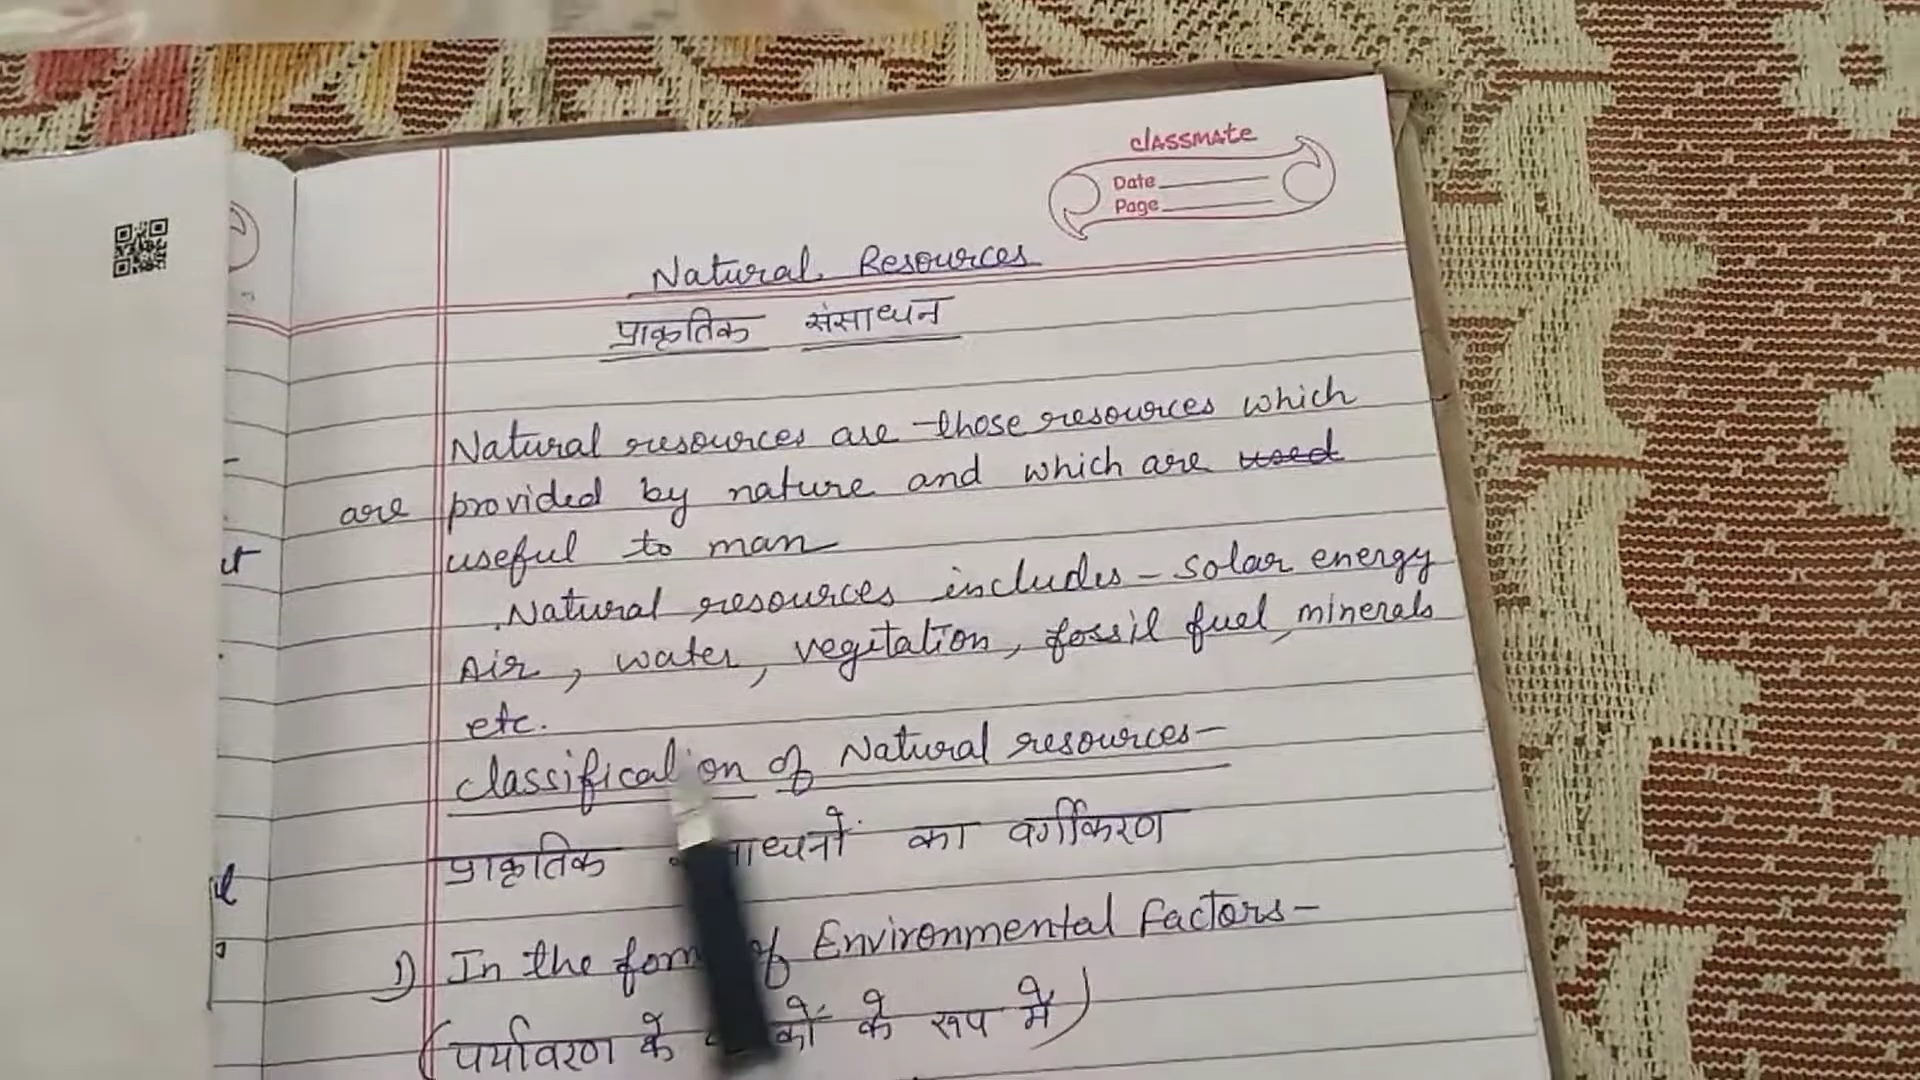 classmate
Date
Page
Natural Resources
प्राकृतिक संसाधन
Natural resources are those resources which
are provided by nature and which are used
useful to man
Natural resources includes - solar energy
Air, water, vegitation, fossil fuel, minerals
etc.
classification of Natural resources-
प्राकृतिक का वर्गीकरण
1) In the form of Environmental Factors-
(पर्यावरण के के रूप में)